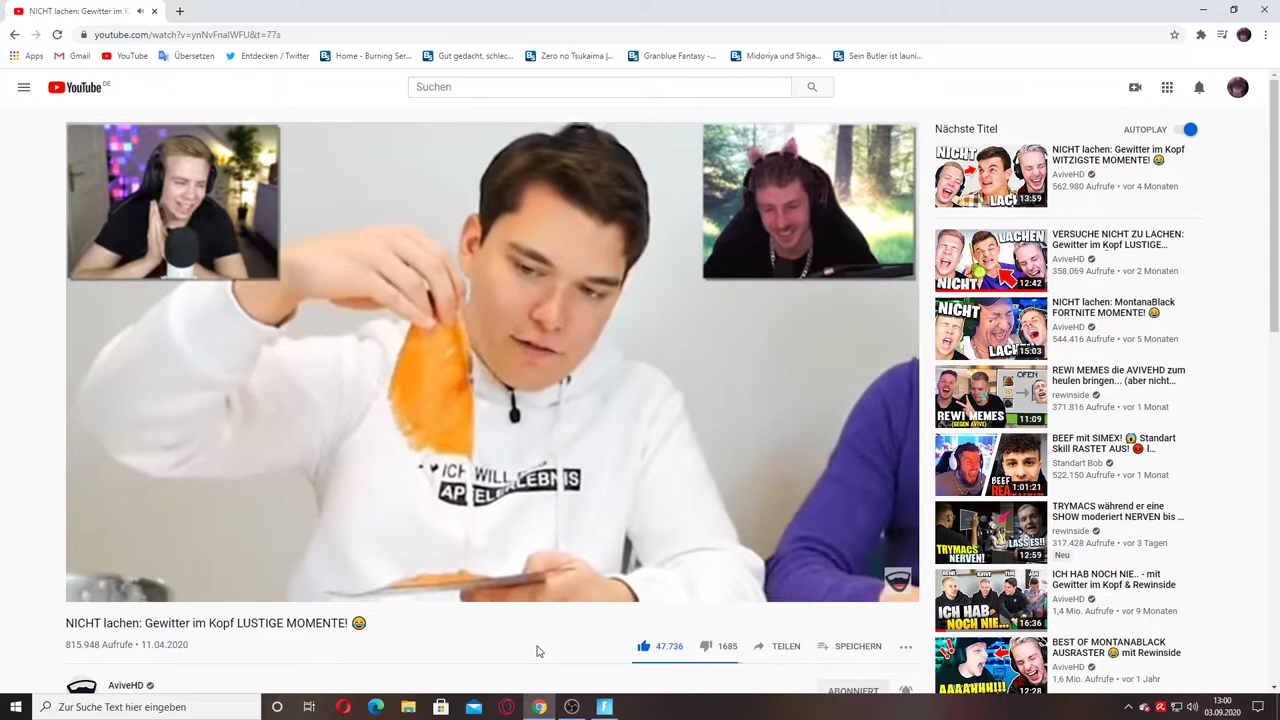 NICHT lachen: Gewitter im K
youtube.com/watch?v=ynNvFnalWFU&t=77s
Apps
Gmail
YouTube
Übersetzen
Entdecken / Twitter
Home - Burning Ser...
Gut gedacht, schlec...
Zero no Tsukaima |...
Granblue Fantasy -...
Midoriya und Shiga...
Sein Butler ist launi...
YouTube DE
Suchen
ICH WILL
NICHT lachen: Gewitter im Kopf LUSTIGE MOMENTE! 😂
815.948 Aufrufe • 11.04.2020
47.736
1685
TEILEN
SPEICHERN
AviveHD
ABONNIERT
Nächste Titel
AUTOPLAY
NICHT
13:59
NICHT lachen: Gewitter im Kopf
WITZIGSTE MOMENTE! 😂
AviveHD
562.980 Aufrufe • vor 4 Monaten
LACHEN
NICHT
12:42
VERSUCHE NICHT ZU LACHEN:
Gewitter im Kopf LUSTIGE...
AviveHD
358.069 Aufrufe • vor 2 Monaten
NICHT
15:03
NICHT lachen: MontanaBlack
FORTNITE MOMENTE! 😂
AviveHD
544.416 Aufrufe • vor 5 Monaten
OFEN
REWI MEMES
(GEGEN AVIVE)
11:09
REWI MEMES die AVIVEHD zum
heulen bringen... (aber nicht...
rewinside
371.816 Aufrufe • vor 1 Monat
BEEF
1:01:21
BEEF mit SIMEX! 😱 Standart
Skill RASTET AUS! 😡 l...
Standart Bob
522.150 Aufrufe • vor 1 Monat
LASS ES!!
TRYMACS
NERVEN!
12:59
TRYMACS während er eine
SHOW moderiert NERVEN bis ...
rewinside
317.428 Aufrufe • vor 3 Tagen
Neu
ICH HAB
NOCH NIE..
16:36
ICH HAB NOCH NIE.. - mit
Gewitter im Kopf & Rewinside
AviveHD
1,4 Mio. Aufrufe • vor 9 Monaten
AAAAHHH!!
12:28
BEST OF MONTANABLACK
AUSRASTER 😂 mit Rewinside
AviveHD
1,6 Mio. Aufrufe • vor 1 Jahr
Zur Suche Text hier eingeben
13:00
03.09.2020